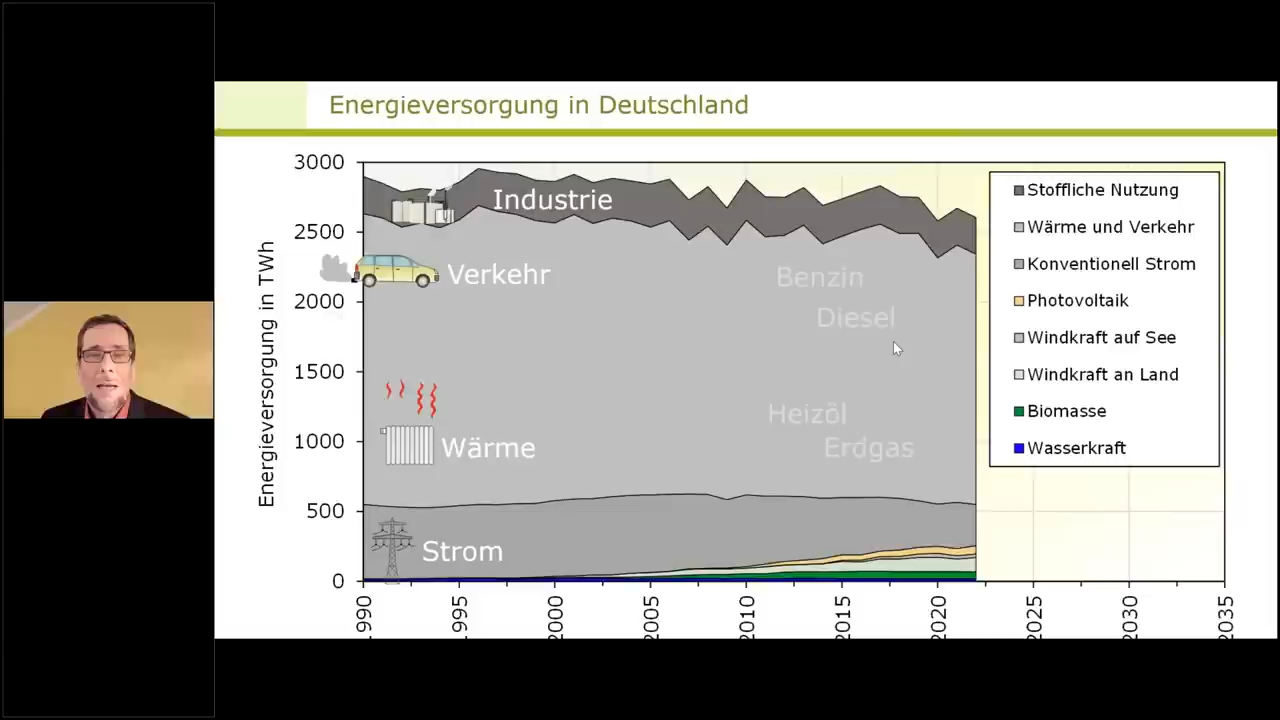 Energieversorgung in Deutschland
Energieversorgung in TWh
3000
2500
2000
1500
1000
500
0
Industrie
Verkehr
Wärme
Strom
Benzin
Diesel
Heizöl
Erdgas
Stoffliche Nutzung
Wärme und Verkehr
Konventionell Strom
Photovoltaik
Windkraft auf See
Windkraft an Land
Biomasse
Wasserkraft
990
995
2000
2005
2010
2015
2020
2025
2030
2035